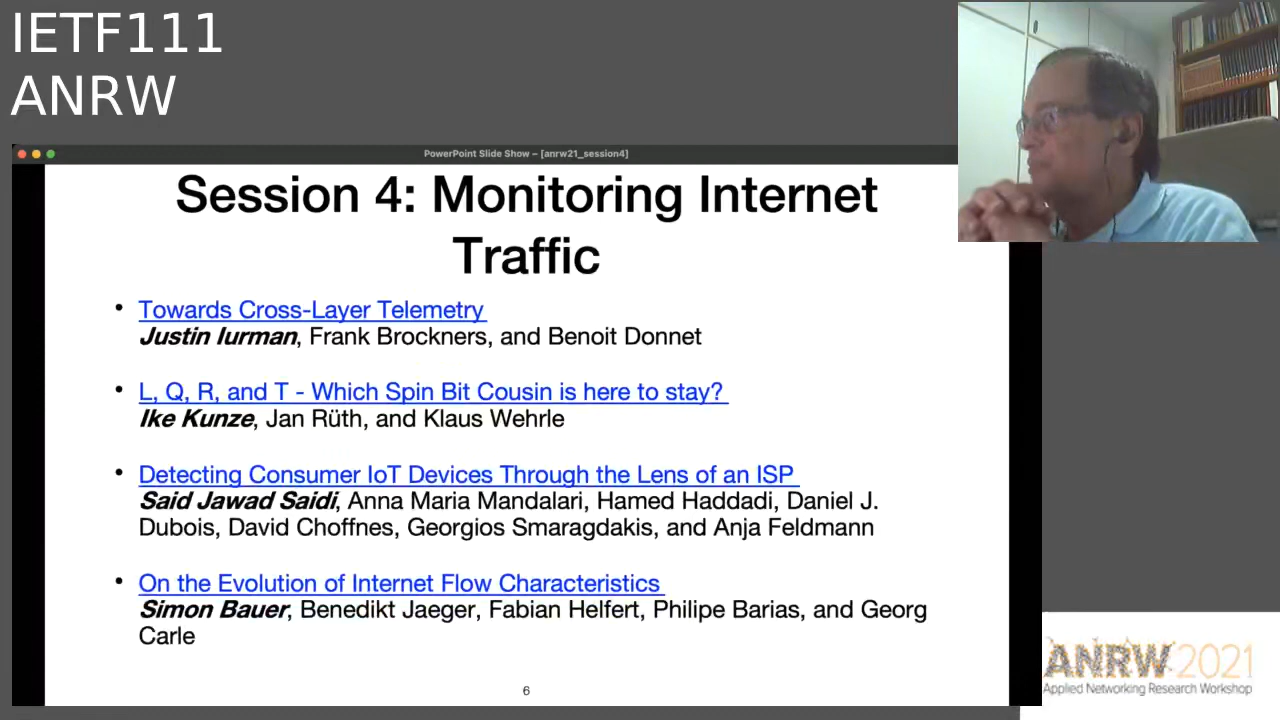 IETF111
ANRW
PowerPoint Slide Show – [anrw21_session4]
Session 4: Monitoring Internet
Traffic
• Towards Cross-Layer Telemetry
Justin Iurman, Frank Brockners, and Benoit Donnet
• L, Q, R, and T - Which Spin Bit Cousin is here to stay?
Ike Kunze, Jan Rüth, and Klaus Wehrle
• Detecting Consumer IoT Devices Through the Lens of an ISP
Said Jawad Saidi, Anna Maria Mandalari, Hamed Haddadi, Daniel J.
Dubois, David Choffnes, Georgios Smaragdakis, and Anja Feldmann
• On the Evolution of Internet Flow Characteristics
Simon Bauer, Benedikt Jaeger, Fabian Helfert, Philipe Barias, and Georg
Carle
6
ANRW 2021
Applied Networking Research Workshop